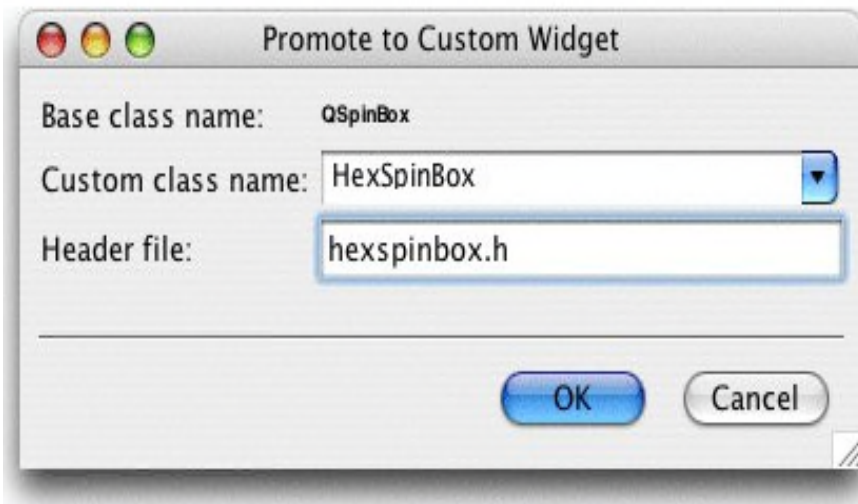 Promote to Custom Widget
Base class name: QSpinBox
Custom class name: HexSpinBox
Header file: hexspinbox.h
OK Cancel